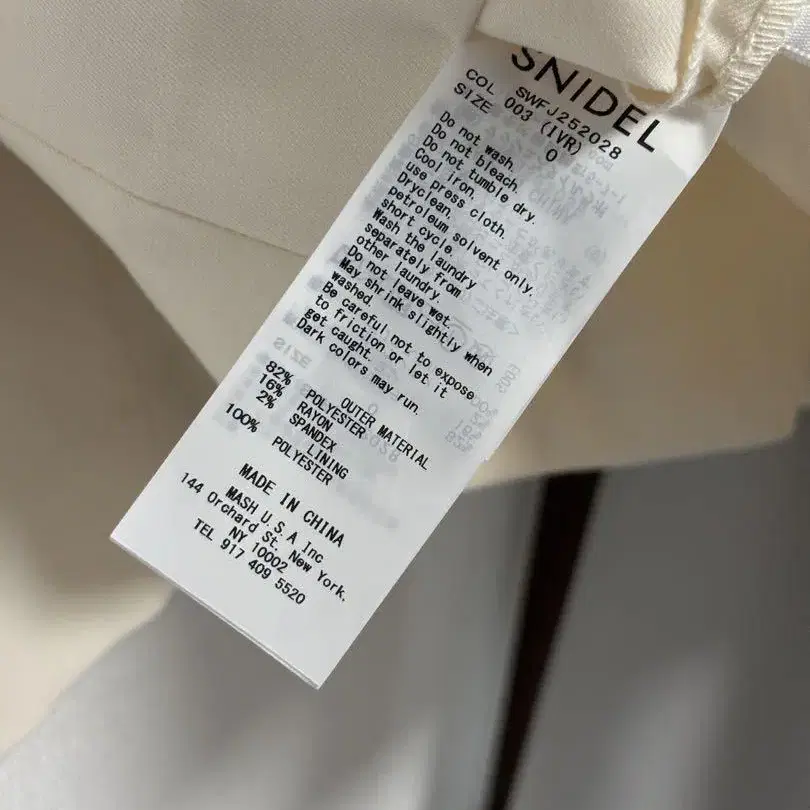 SNIDEL
SWFJ252028
COL 003 (IVR)
SIZE 0
Do not wash.
Do not bleach.
Do not tumble dry.
Cool iron.
use press cloth.
Dryclean.
petroleum solvent only.
short cycle.
Wash the laundry
separately from
other laundry.
Do not leave wet.
May shrink slightly when
washed.
Be careful not to expose
to friction or let it
get caught.
Dark colors may run.
OUTER MATERIAL
82% POLYESTER
16% RAYON
2% SPANDEX
LINING
100% POLYESTER
MADE IN CHINA
MASH U.S.A Inc
144 Orchard St. New York.
NY 10002
TEL 917 409 5520